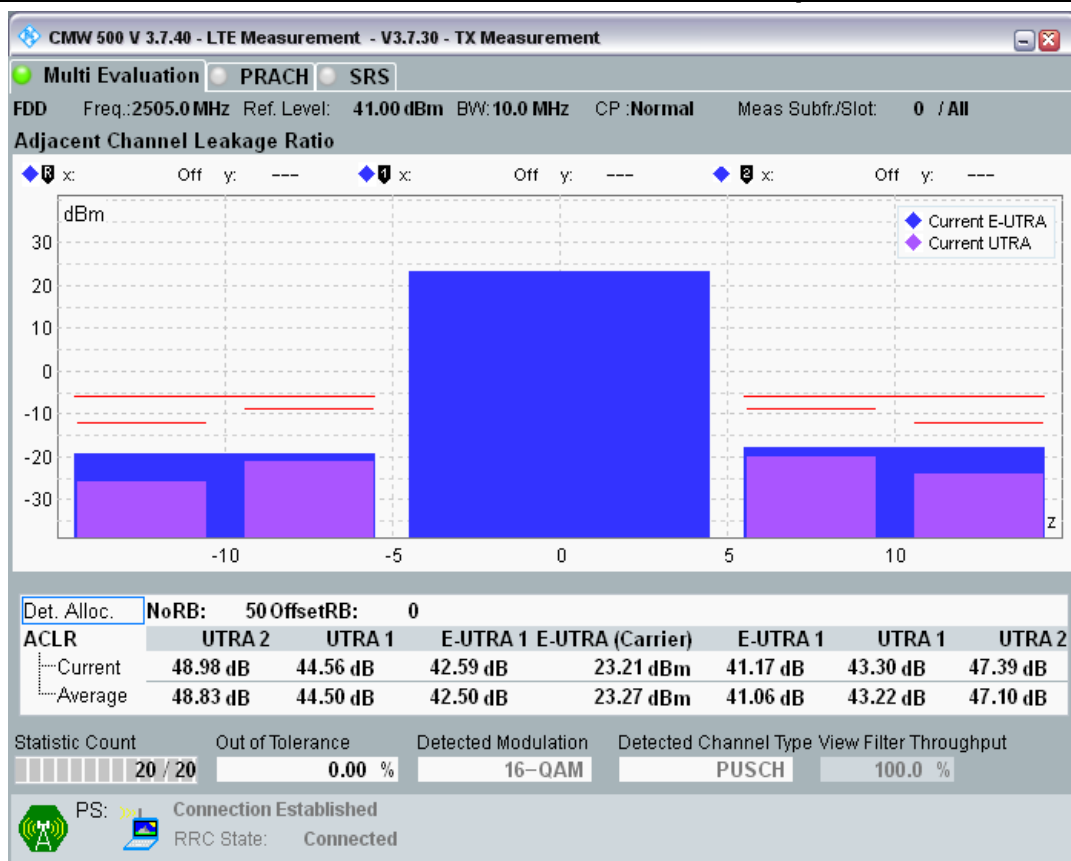 CMW 500 V 3.7.40 - LTE Measurement - V3.7.30 - TX Measurement
Multi Evaluation PRACH SRS
FDD Freq.:2505.0 MHz Ref. Level: 41.00 dBm BW:10.0 MHz CP :Normal Meas Subfr./Slot: 0 / All
Adjacent Channel Leakage Ratio
R x: Off y: --- 1 x: Off y: --- 2 x: Off y: ---
dBm
Current E-UTRA
Current UTRA
30
20
10
0
-10
-20
-30
z
-10 -5 0 5 10
Det. Alloc. NoRB: 50 OffsetRB: 0
ACLR UTRA 2 UTRA 1 E-UTRA 1 E-UTRA (Carrier) E-UTRA 1 UTRA 1 UTRA 2
Current 48.98 dB 44.56 dB 42.59 dB 23.21 dBm 41.17 dB 43.30 dB 47.39 dB
Average 48.83 dB 44.50 dB 42.50 dB 23.27 dBm 41.06 dB 43.22 dB 47.10 dB
Statistic Count Out of Tolerance Detected Modulation Detected Channel Type View Filter Throughput
20 / 20 0.00 % 16-QAM PUSCH 100.0 %
PS: Connection Established
RRC State: Connected